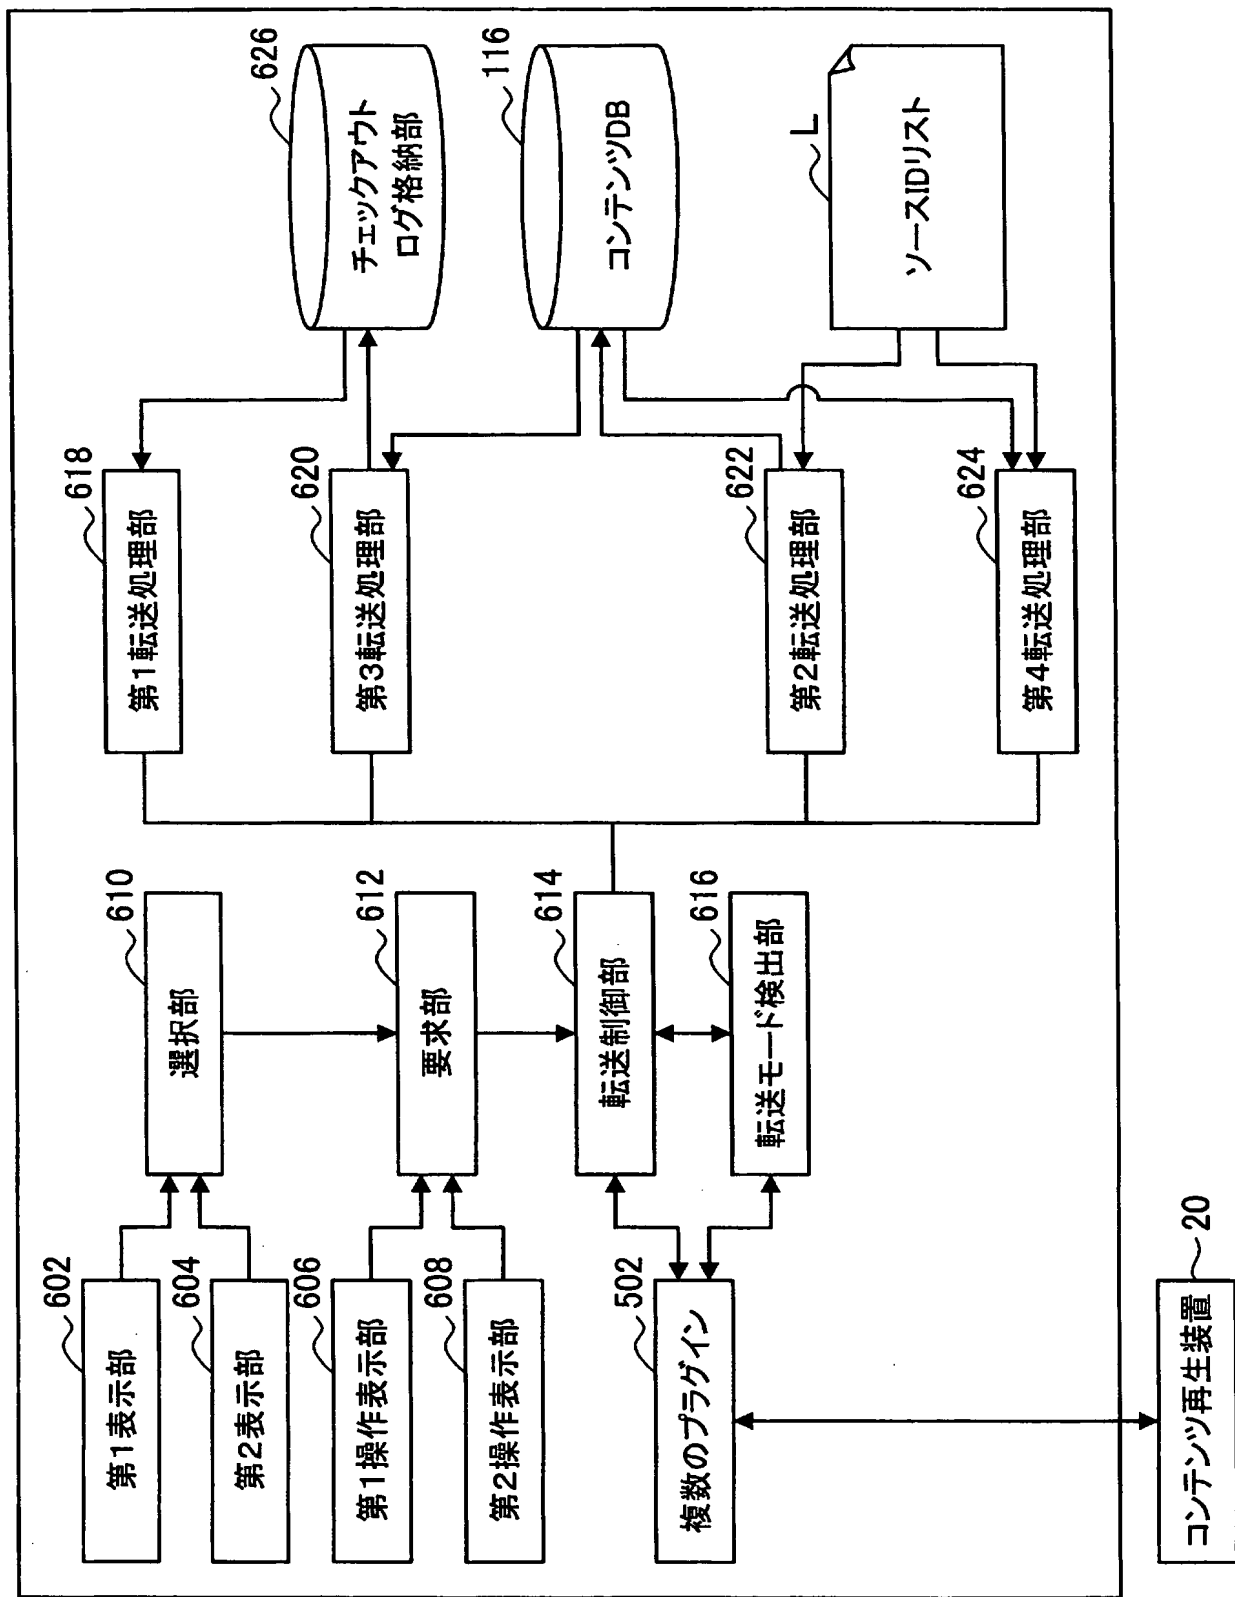 602
第1表示部
604
第2表示部
606
第1操作表示部
608
第2操作表示部
502
複数のプラグイン
20
コンテンツ再生装置
610
選択部
612
要求部
614
転送制御部
616
転送モード検出部
618
第1転送処理部
620
第3転送処理部
622
第2転送処理部
624
第4転送処理部
626
チェックアウト
ログ格納部
116
コンテンツDB
L
ソースIDリスト